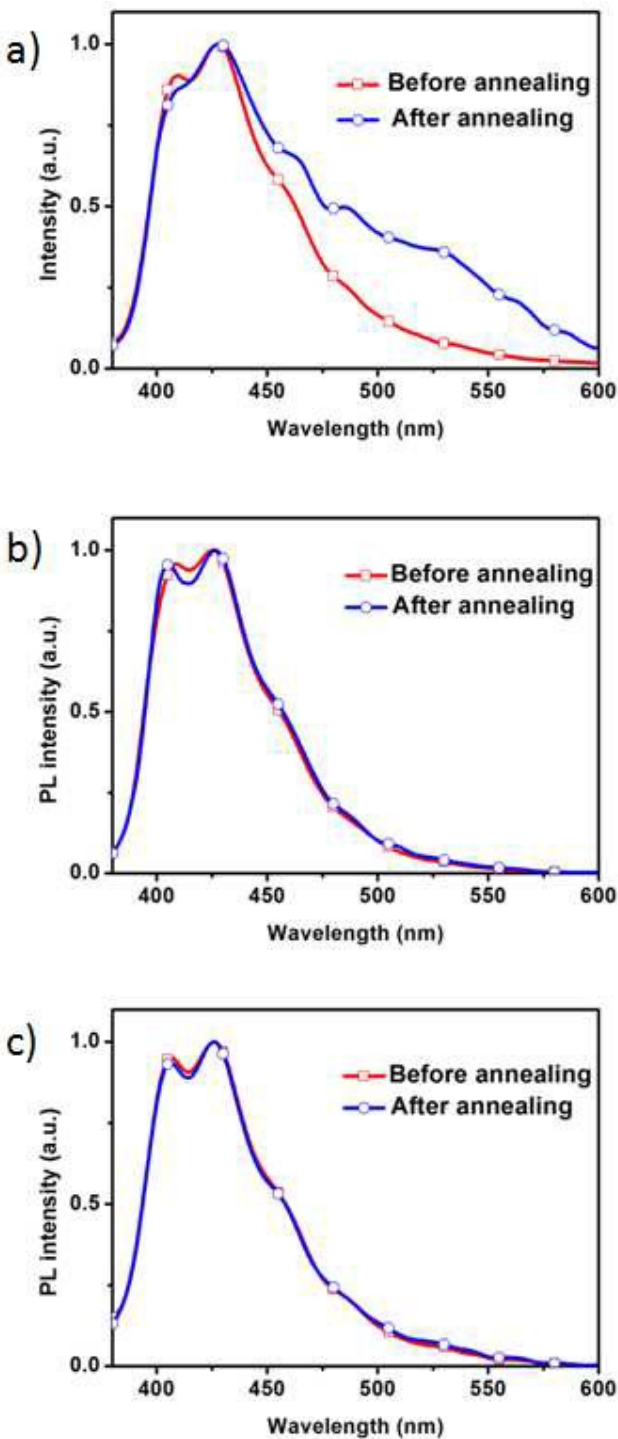 a)
Intensity (a.u.)
1.0
0.5
0.0
Before annealing
After annealing
400 450 500 550 600
Wavelength (nm)
b)
PL intensity (a.u.)
1.0
0.5
0.0
Before annealing
After annealing
400 450 500 550 600
Wavelength (nm)
c)
PL intensity (a.u.)
1.0
0.5
0.0
Before annealing
After annealing
400 450 500 550 600
Wavelength (nm)